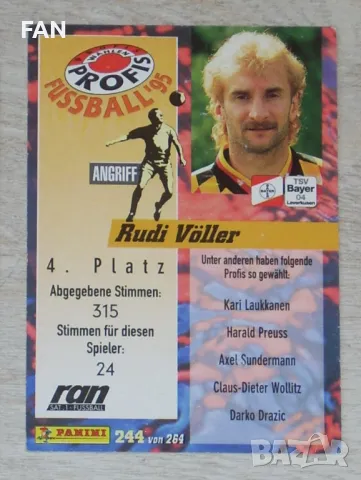 FAN
WÄHLEN
PROFIS
FUSSBALL '95
ANGRIFF
TSV
Bayer
04
Leverkusen
Rudi Völler
4. Platz
Abgegebene Stimmen:
315
Stimmen für diesen
Spieler:
24
ran
SAT.1-FUSSBALL
Unter anderen haben folgende
Profis so gewählt:
Kari Laukkanen
Harald Preuss
Axel Sundermann
Claus-Dieter Wollitz
Darko Drazic
PANINI
244 von 264
BAZAR